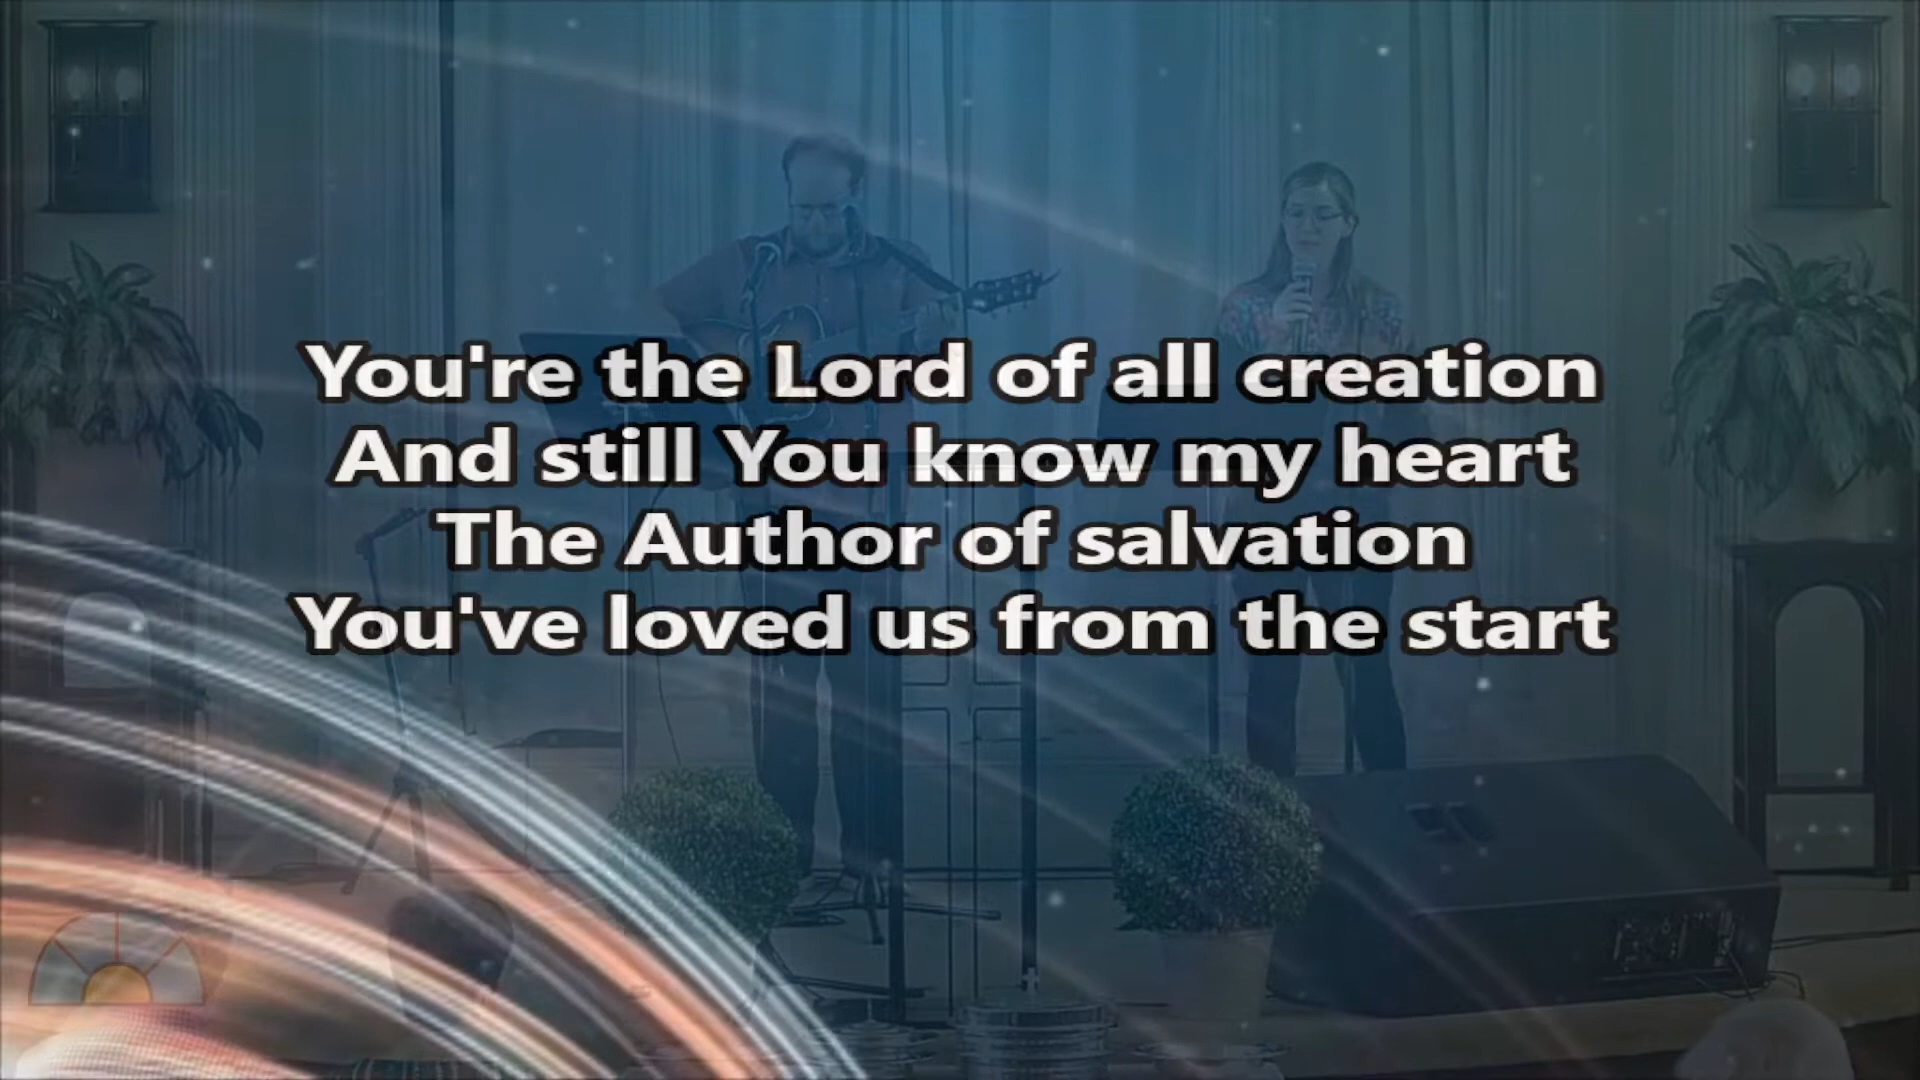 You're the Lord of all creation
And still You know my heart
The Author of salvation
You've loved us from the start